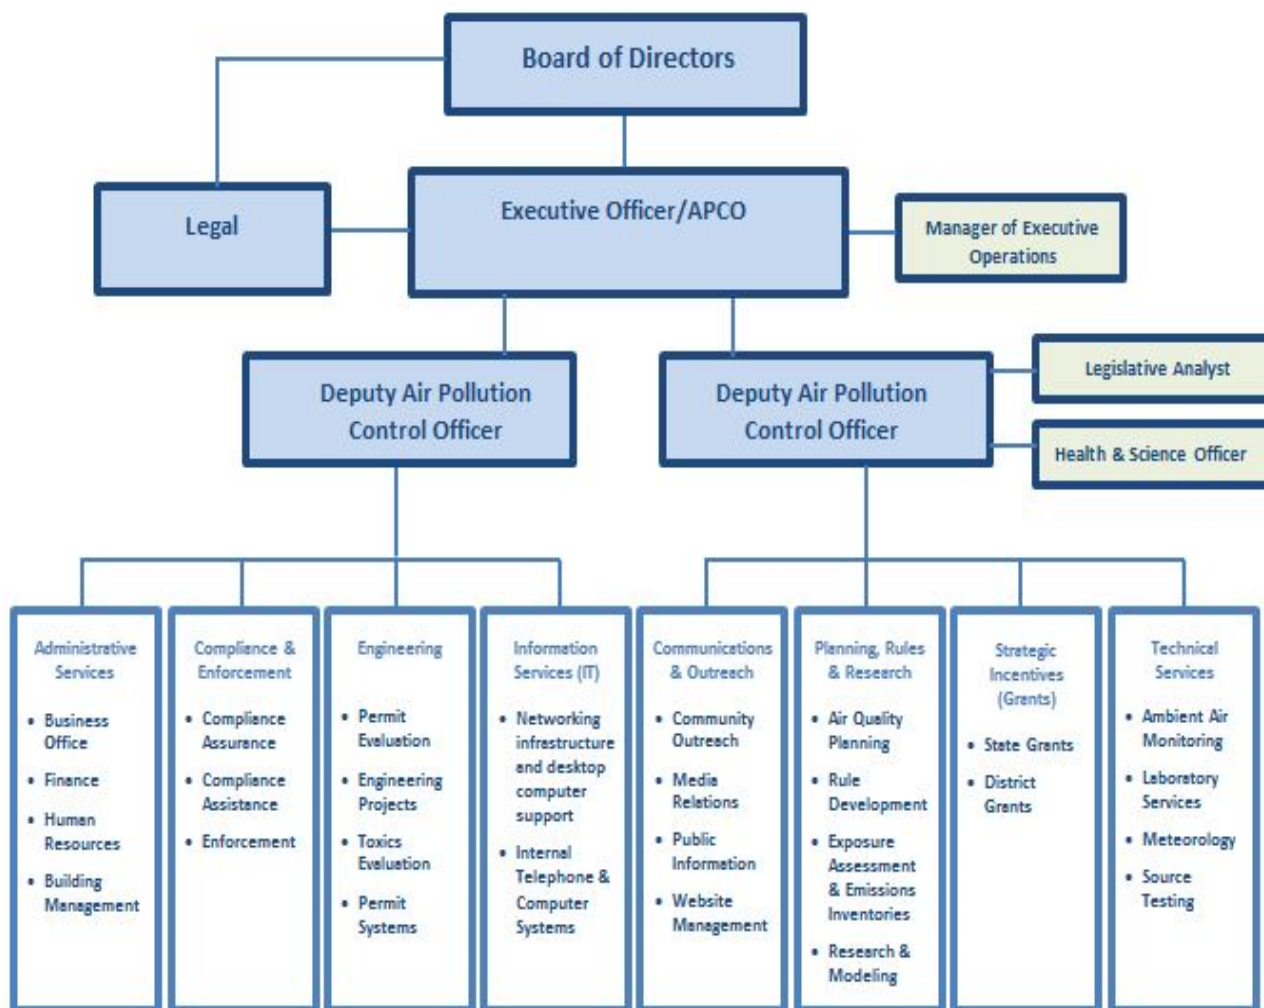 Board of Directors
Legal
Executive Officer/APCO
Manager of Executive
Operations
Deputy Air Pollution
Control Officer
Deputy Air Pollution
Control Officer
Legislative Analyst
Health & Science Officer
Administrative
Services
• Business
Office
• Finance
• Human
Resources
• Building
Management
Compliance &
Enforcement
• Compliance
Assurance
• Compliance
Assistance
• Enforcement
Engineering
• Permit
Evaluation
• Engineering
Projects
• Toxics
Evaluation
• Permit
Systems
Information
Services (IT)
• Networking
infrastructure
and desktop
computer
support
• Internal
Telephone &
Computer
Systems
Communications
& Outreach
• Community
Outreach
• Media
Relations
• Public
Information
• Website
Management
Planning, Rules
& Research
• Air Quality
Planning
• Rule
Development
• Exposure
Assessment
& Emissions
Inventories
• Research &
Modeling
Strategic
Incentives
(Grants)
• State Grants
• District
Grants
Technical
Services
• Ambient Air
Monitoring
• Laboratory
Services
• Meteorology
• Source
Testing